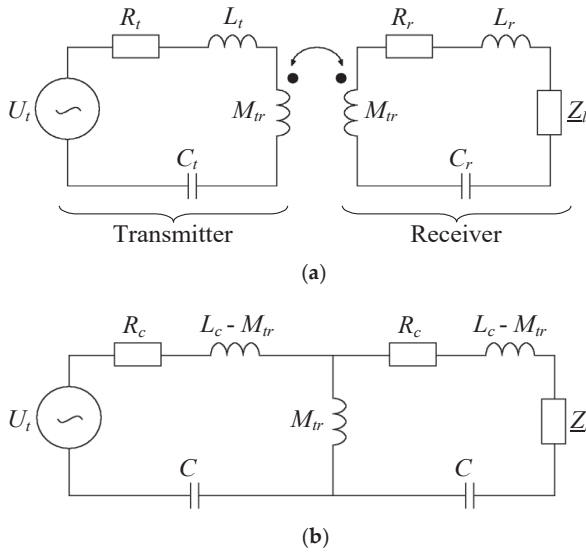 R_t L_t R_r L_r
U_t M_tr M_tr Z_l
C_t C_r
Transmitter Receiver
(a)
R_c L_c - M_tr R_c L_c - M_tr
U_t M_tr Z
C C
(b)